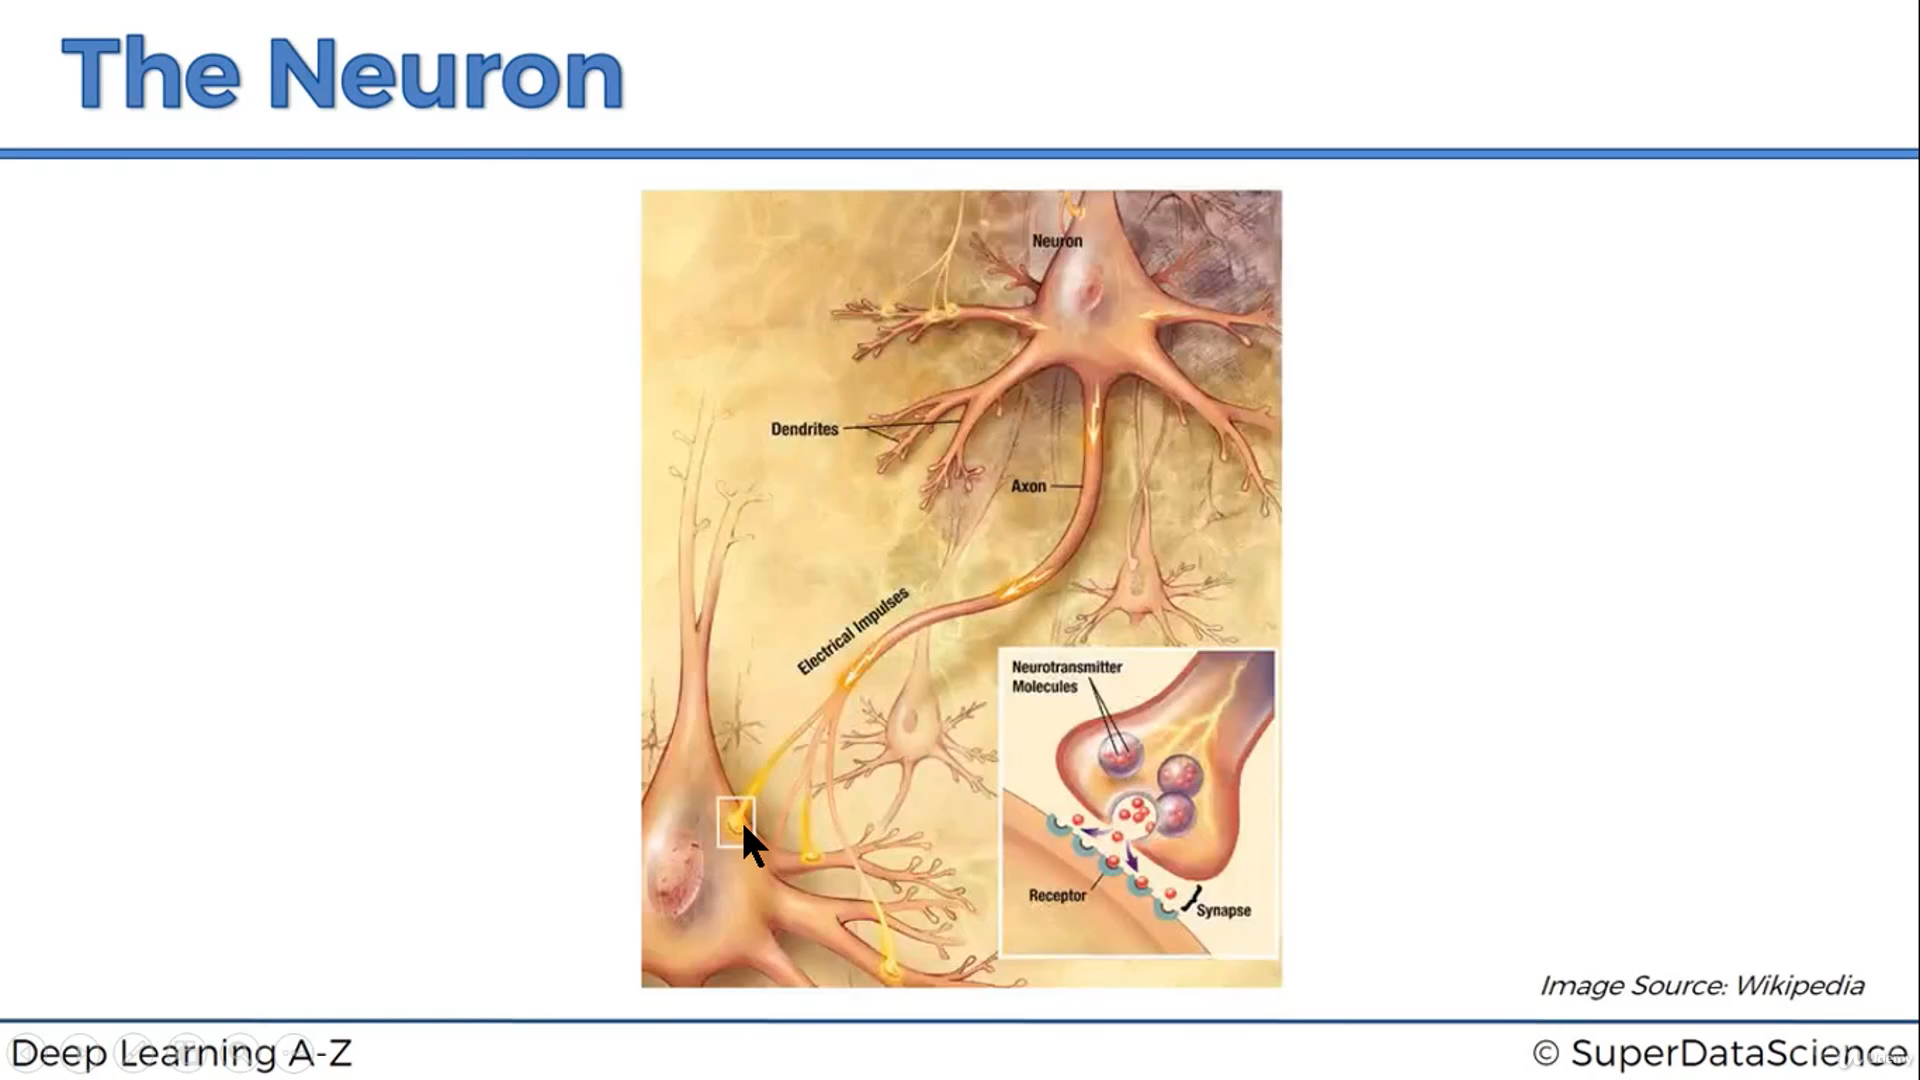 The Neuron
Neuron
Dendrites
Axon
Electrical Impulses
Neurotransmitter
Molecules
Receptor
Synapse
Image Source: Wikipedia
Deep Learning A-Z
© SuperDataScience